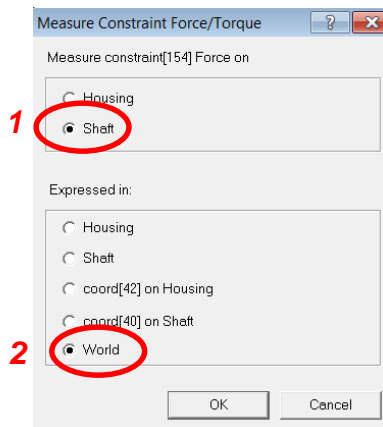 Measure Constraint Force/Torque
Measure constraint[154] Force on
Housing
1
Shaft
Expressed in:
Housing
Shaft
coord[42] on Housing
coord[40] on Shaft
2
World
OK Cancel